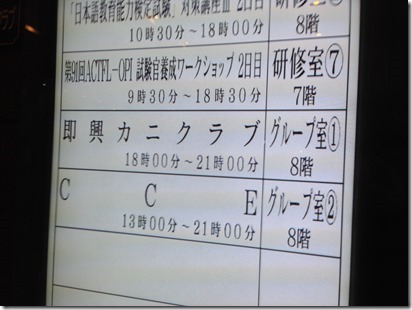 「日本語教育能力検定試験」対策講座Ⅲ 2日目
10時30分~18時00分
8階
第91回ACTFL-OPI 試験官養成ワークショップ 2日目
研修室⑦
9時30分~18時00分
7階
即興カニクラブ
グループ室①
18時00分~21時00分
8階
CCE
グループ室②
13時00分~21時00分
8階